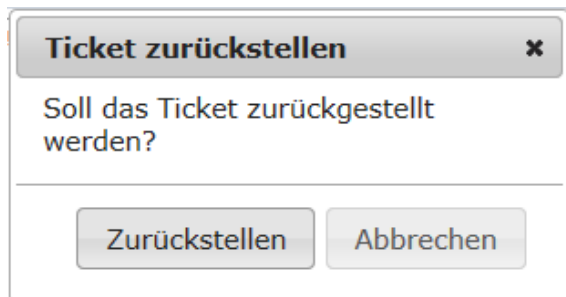 Ticket zurückstellen
Soll das Ticket zurückgestellt
werden?
Zurückstellen
Abbrechen